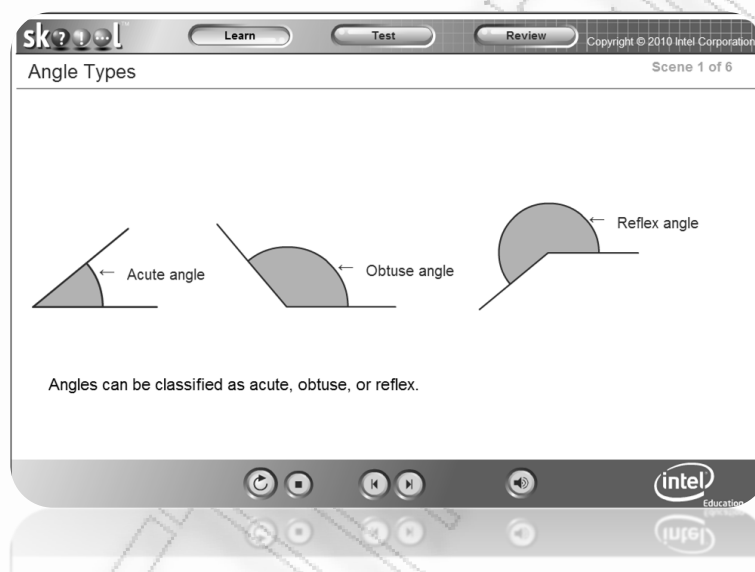 skoool™
Learn
Test
Review
Copyright © 2010 Intel Corporation
Angle Types
Scene 1 of 6
Acute angle
Obtuse angle
Reflex angle
Angles can be classified as acute, obtuse, or reflex.
intel
Education